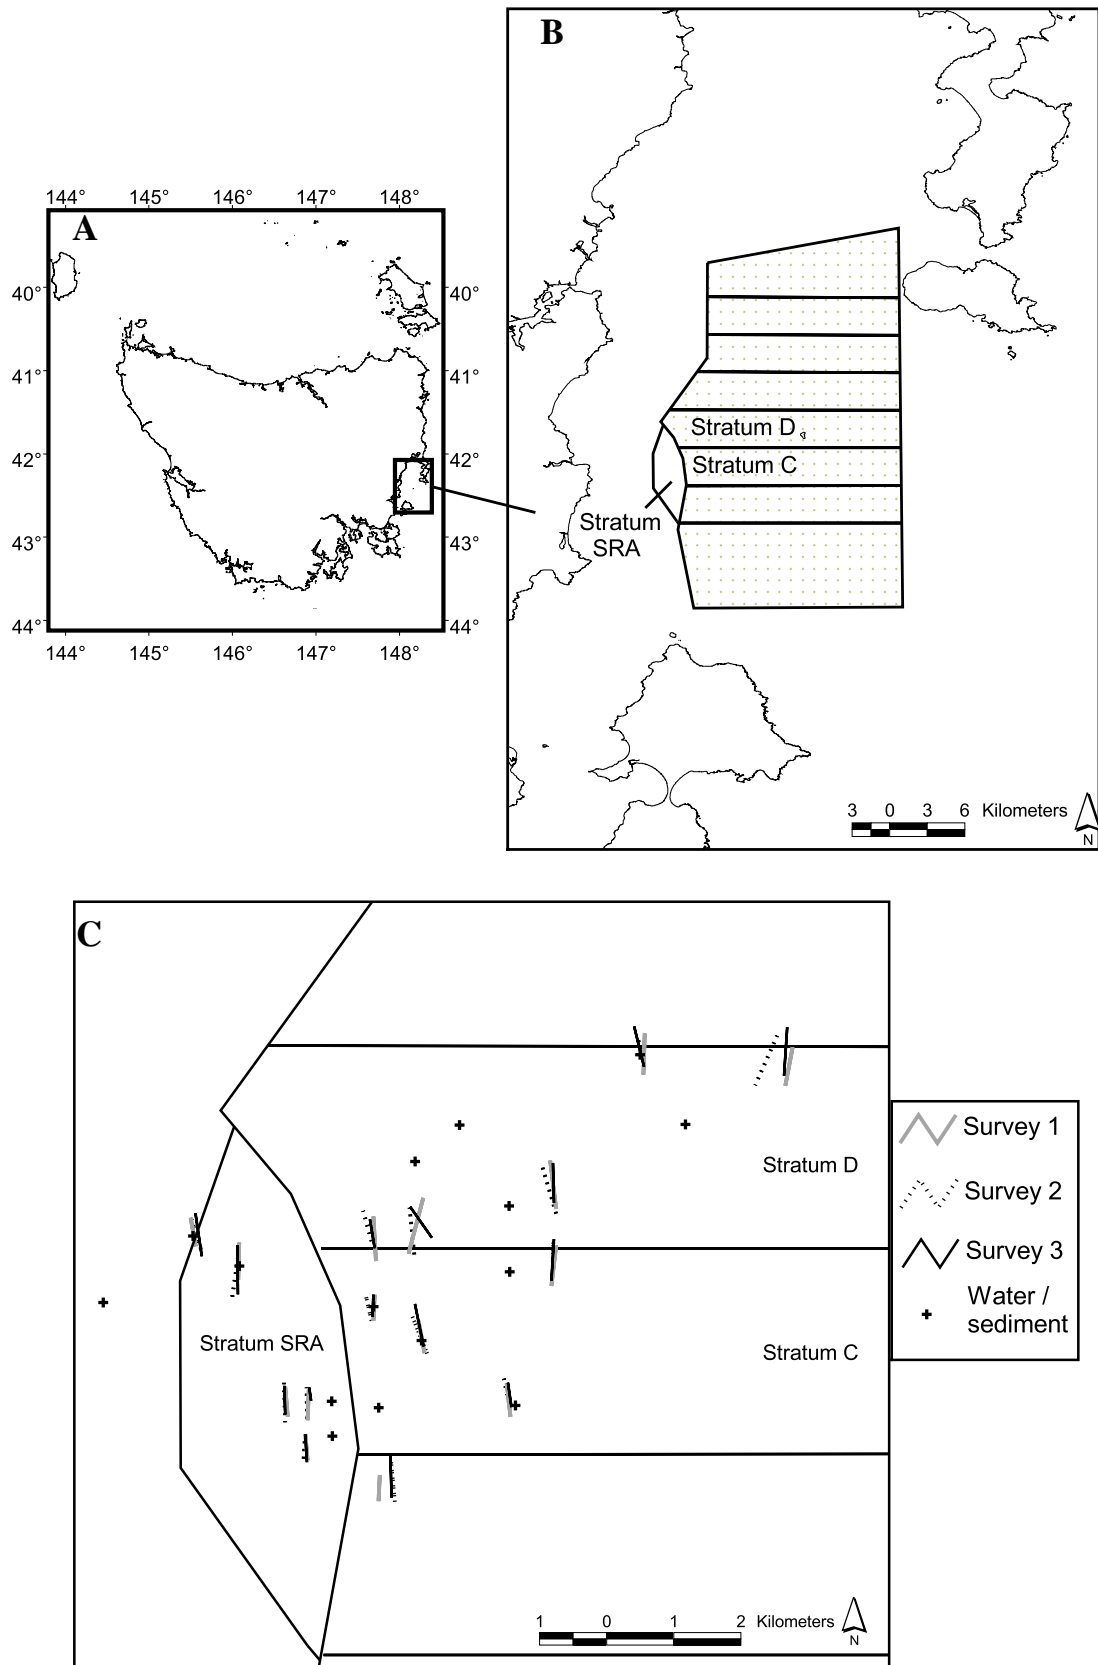 B
144° 145° 146° 147° 148°
A
40° 40°
41° 41°
42° 42°
43° 43°
44° 44°
144° 145° 146° 147° 148°
Stratum D
Stratum C
Stratum
SRA
3 0 3 6 Kilometers
N
C
Stratum D
Stratum SRA
Stratum C
Survey 1
Survey 2
Survey 3
Water /
sediment
1 0 1 2 Kilometers
N